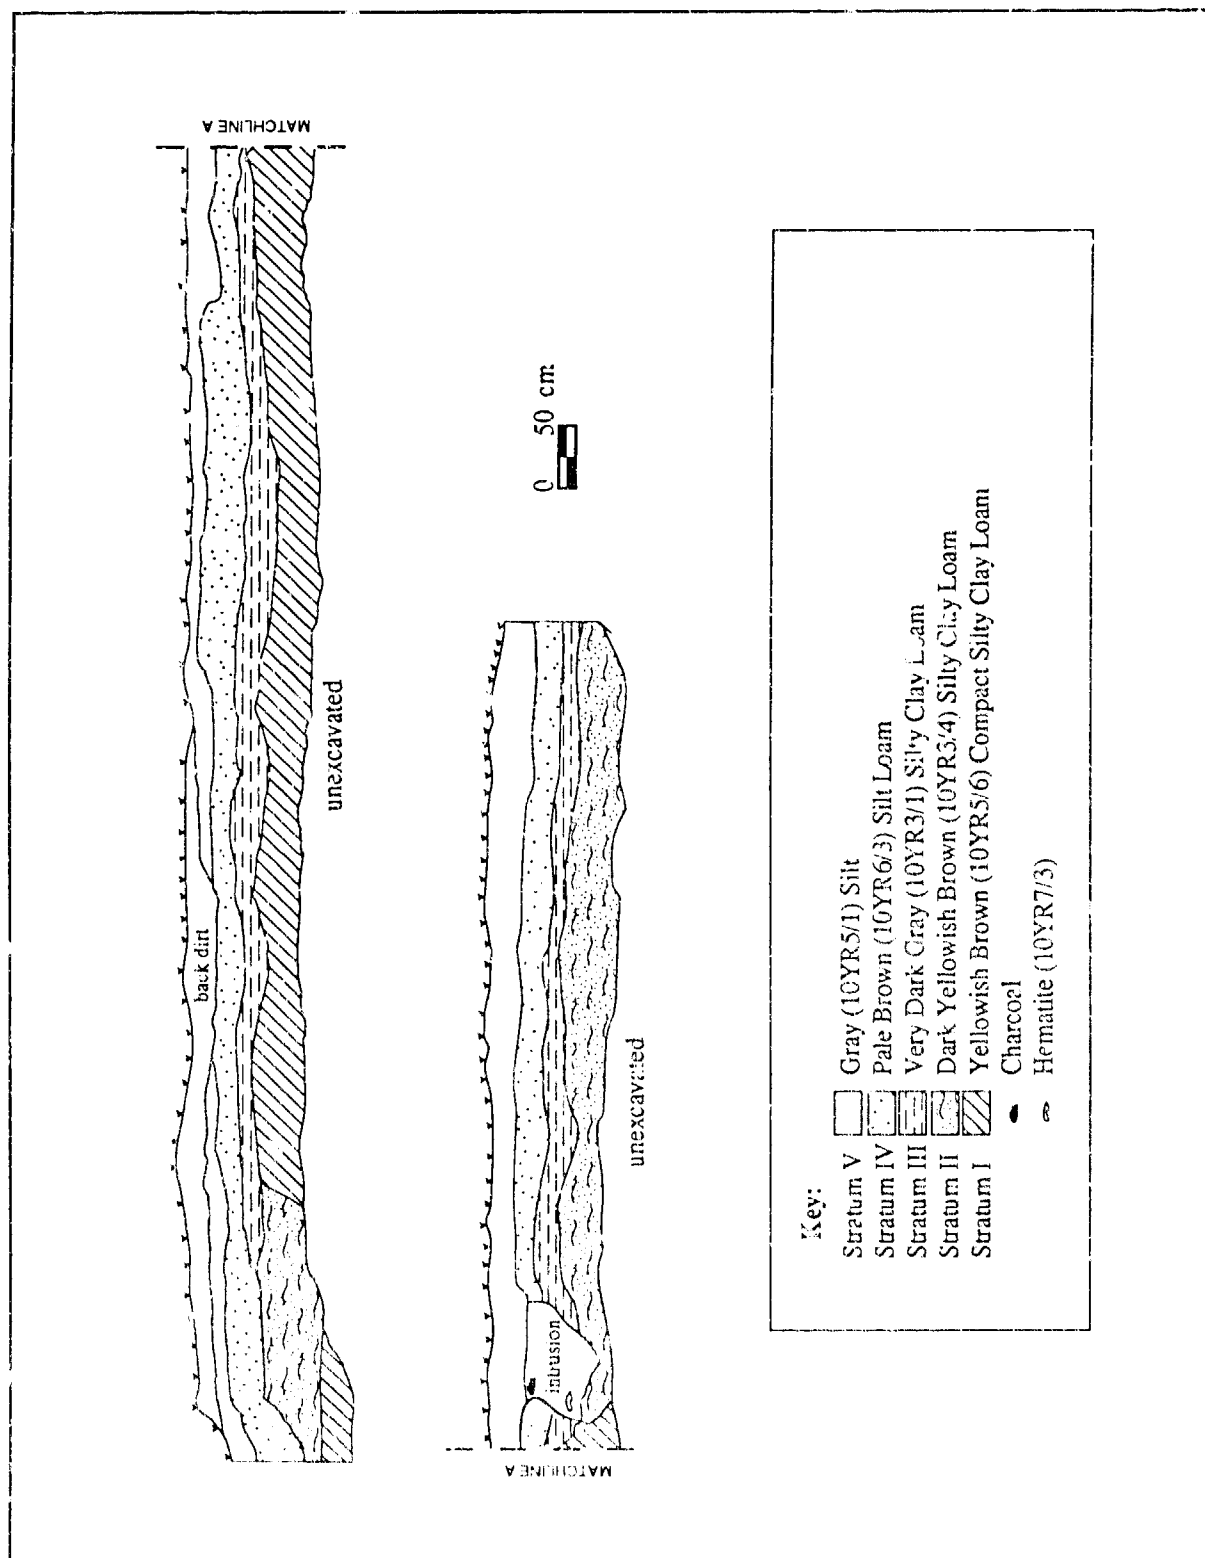 MATCHLINE A
back dirt
unexcavated
0 50 cm
MATCHLINE A
intrusion
unexcavated
Key:
Stratum V Gray (10YR5/1) Silt
Stratum IV Pale Brown (10YR6/3) Silt Loam
Stratum III Very Dark Gray (10YR3/1) Silty Clay Loam
Stratum II Dark Yellowish Brown (10YR3/4) Silty Clay Loam
Stratum I Yellowish Brown (10YR5/6) Compact Silty Clay Loam
Charcoal
Hematite (10YR7/3)